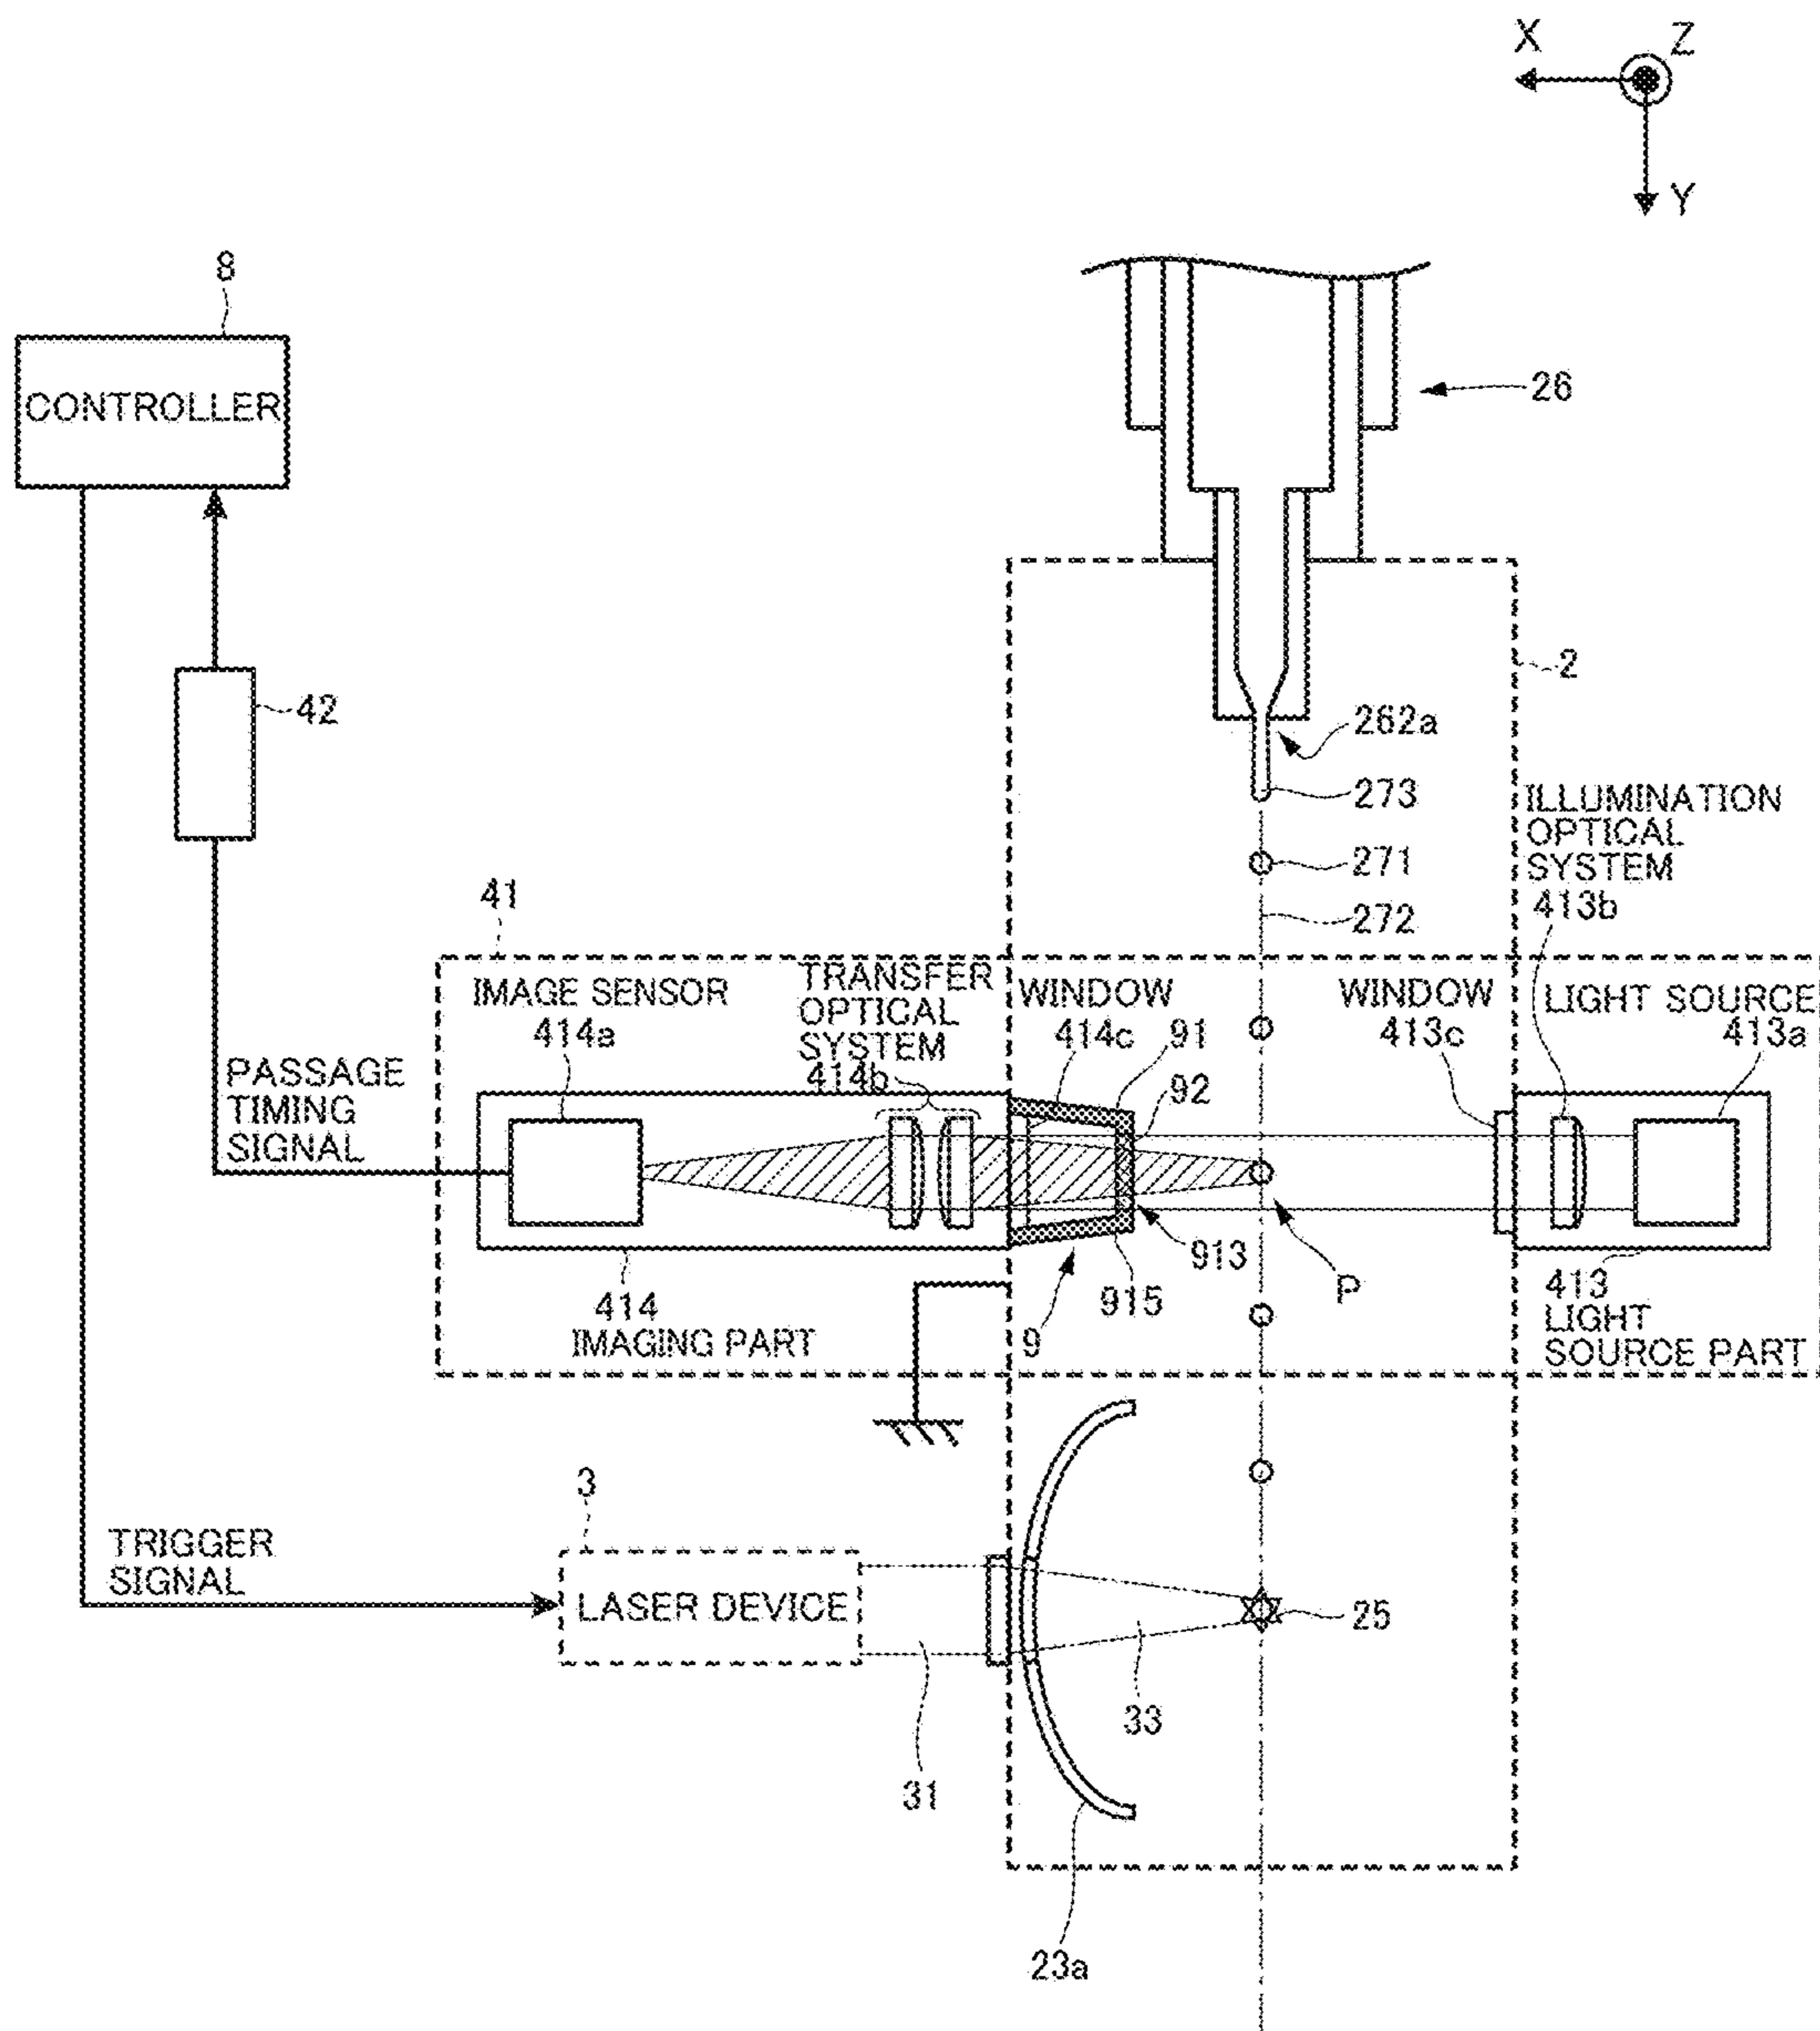 X
Z
Y
8
CONTROLLER
26
42
2
262a
273
271
272
ILLUMINATION
OPTICAL
SYSTEM
413b
41
IMAGE SENSOR
414a
TRANSFER
OPTICAL
SYSTEM
414b
WINDOW
414c
91
92
WINDOW
413c
LIGHT SOURCE
413a
PASSAGE
TIMING
SIGNAL
913
915
9
P
414
IMAGING PART
413
LIGHT
SOURCE PART
3
TRIGGER
SIGNAL
LASER DEVICE
25
31
33
23a